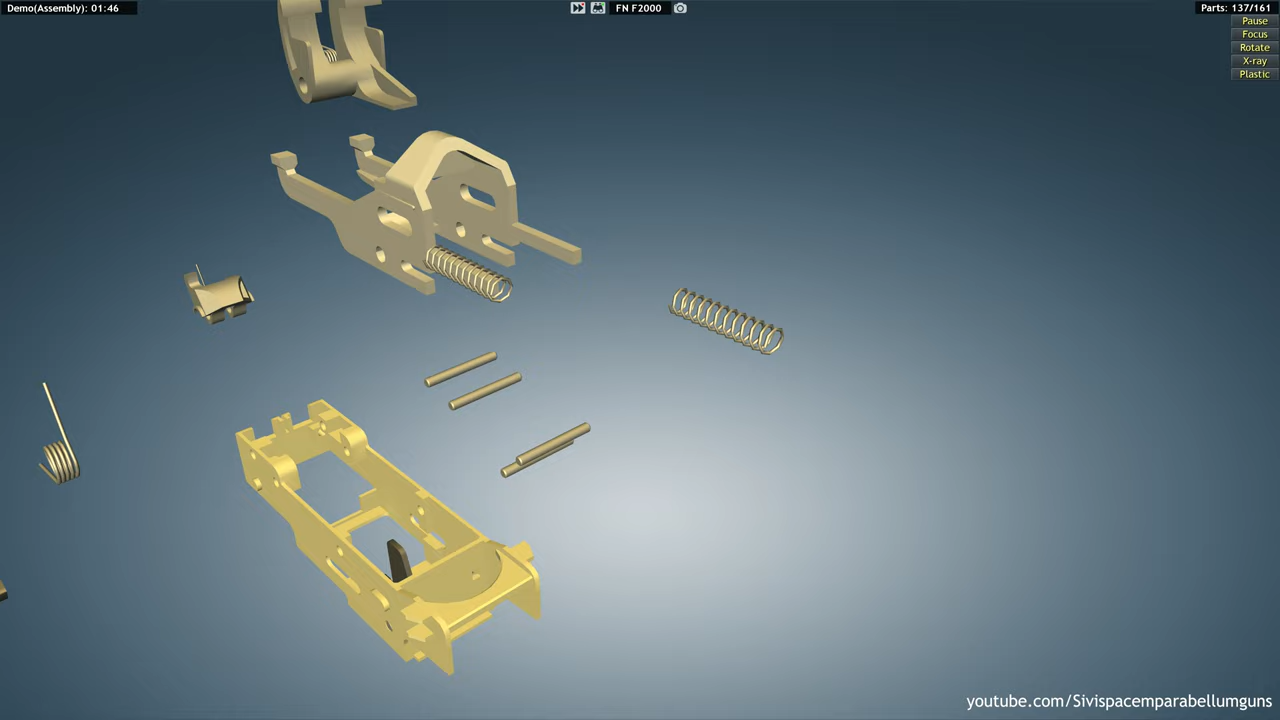 Demo(Assembly): 01:46
FN F2000
Parts: 137/161
Pause
Focus
Rotate
X-ray
Plastic
youtube.com/Sivispacemparabellumguns